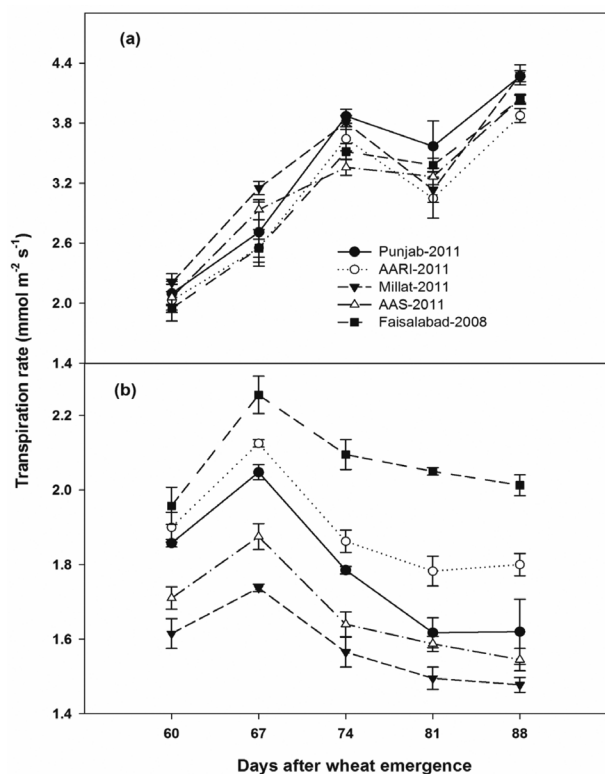 (a)
4.4
3.8
3.2
2.6
2.0
1.4
Punjab-2011
AARI-2011
Millat-2011
AAS-2011
Faisalabad-2008
Transpiration rate (mmol m⁻² s⁻¹)
(b)
2.2
2.0
1.8
1.6
1.4
60 67 74 81 88
Days after wheat emergence